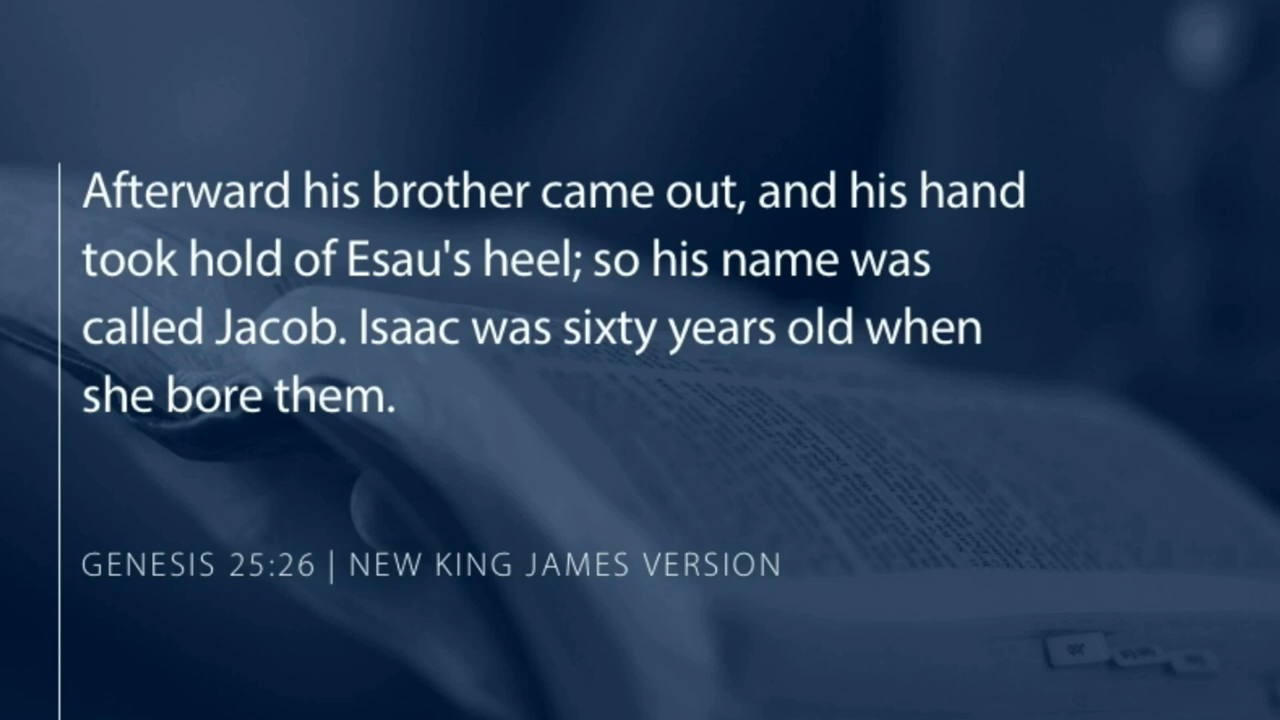 Afterward his brother came out, and his hand
took hold of Esau's heel; so his name was
called Jacob. Isaac was sixty years old when
she bore them.
GENESIS 25:26 | NEW KING JAMES VERSION